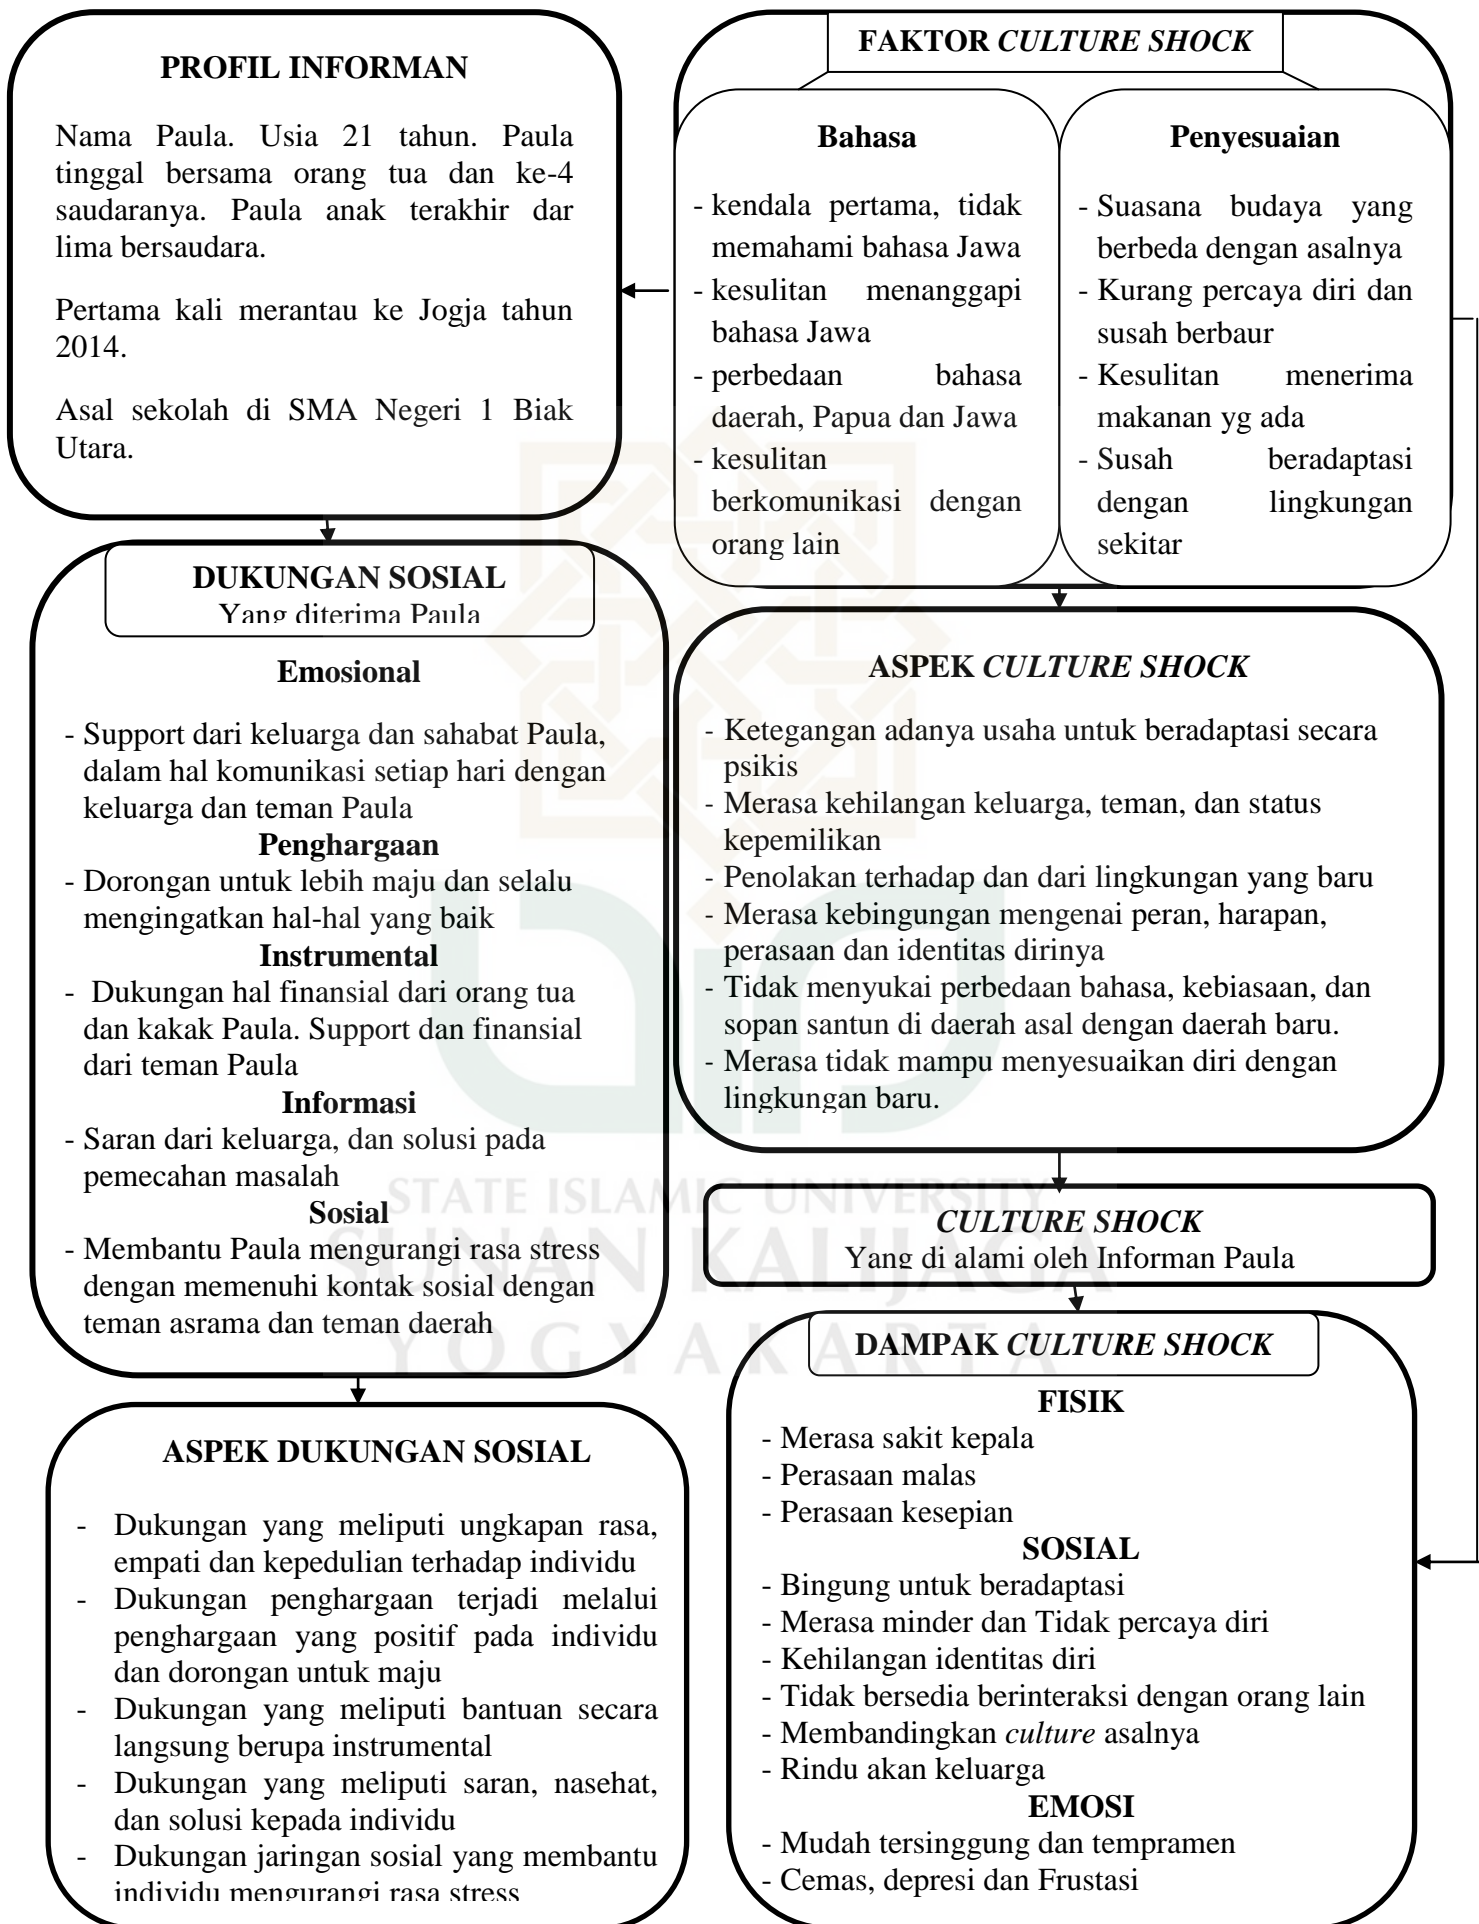 PROFIL INFORMAN
Nama Paula. Usia 21 tahun. Paula
tinggal bersama orang tua dan ke-4
saudaranya. Paula anak terakhir dar
lima bersaudara.
Pertama kali merantau ke Jogja tahun
2014.
Asal sekolah di SMA Negeri 1 Biak
Utara.
FAKTOR CULTURE SHOCK
Bahasa
- kendala pertama, tidak
memahami bahasa Jawa
- kesulitan menanggapi
bahasa Jawa
- perbedaan bahasa
daerah, Papua dan Jawa
- kesulitan
berkomunikasi dengan
orang lain
Penyesuaian
- Suasana budaya yang
berbeda dengan asalnya
- Kurang percaya diri dan
susah berbaur
- Kesulitan menerima
makanan yg ada
- Susah beradaptasi
dengan lingkungan
sekitar
DUKUNGAN SOSIAL
Yang diterima Paula
Emosional
- Support dari keluarga dan sahabat Paula,
dalam hal komunikasi setiap hari dengan
keluarga dan teman Paula
Penghargaan
- Dorongan untuk lebih maju dan selalu
mengingatkan hal-hal yang baik
Instrumental
- Dukungan hal finansial dari orang tua
dan kakak Paula. Support dan finansial
dari teman Paula
Informasi
- Saran dari keluarga, dan solusi pada
pemecahan masalah
Sosial
- Membantu Paula mengurangi rasa stress
dengan memenuhi kontak sosial dengan
teman asrama dan teman daerah
ASPEK CULTURE SHOCK
- Ketegangan adanya usaha untuk beradaptasi secara
psikis
- Merasa kehilangan keluarga, teman, dan status
kepemilikan
- Penolakan terhadap dan dari lingkungan yang baru
- Merasa kebingungan mengenai peran, harapan,
perasaan dan identitas dirinya
- Tidak menyukai perbedaan bahasa, kebiasaan, dan
sopan santun di daerah asal dengan daerah baru.
- Merasa tidak mampu menyesuaikan diri dengan
lingkungan baru.
CULTURE SHOCK
Yang di alami oleh Informan Paula
ASPEK DUKUNGAN SOSIAL
- Dukungan yang meliputi ungkapan rasa,
empati dan kepedulian terhadap individu
- Dukungan penghargaan terjadi melalui
penghargaan yang positif pada individu
dan dorongan untuk maju
- Dukungan yang meliputi bantuan secara
langsung berupa instrumental
- Dukungan yang meliputi saran, nasehat,
dan solusi kepada individu
- Dukungan jaringan sosial yang membantu
individu mengurangi rasa stress
DAMPAK CULTURE SHOCK
FISIK
- Merasa sakit kepala
- Perasaan malas
- Perasaan kesepian
SOSIAL
- Bingung untuk beradaptasi
- Merasa minder dan Tidak percaya diri
- Kehilangan identitas diri
- Tidak bersedia berinteraksi dengan orang lain
- Membandingkan culture asalnya
- Rindu akan keluarga
EMOSI
- Mudah tersinggung dan tempramen
- Cemas, depresi dan Frustasi
STATE ISLAMIC UNIVERSITY
SUNAN KALIJAGA
YOGYAKARTA